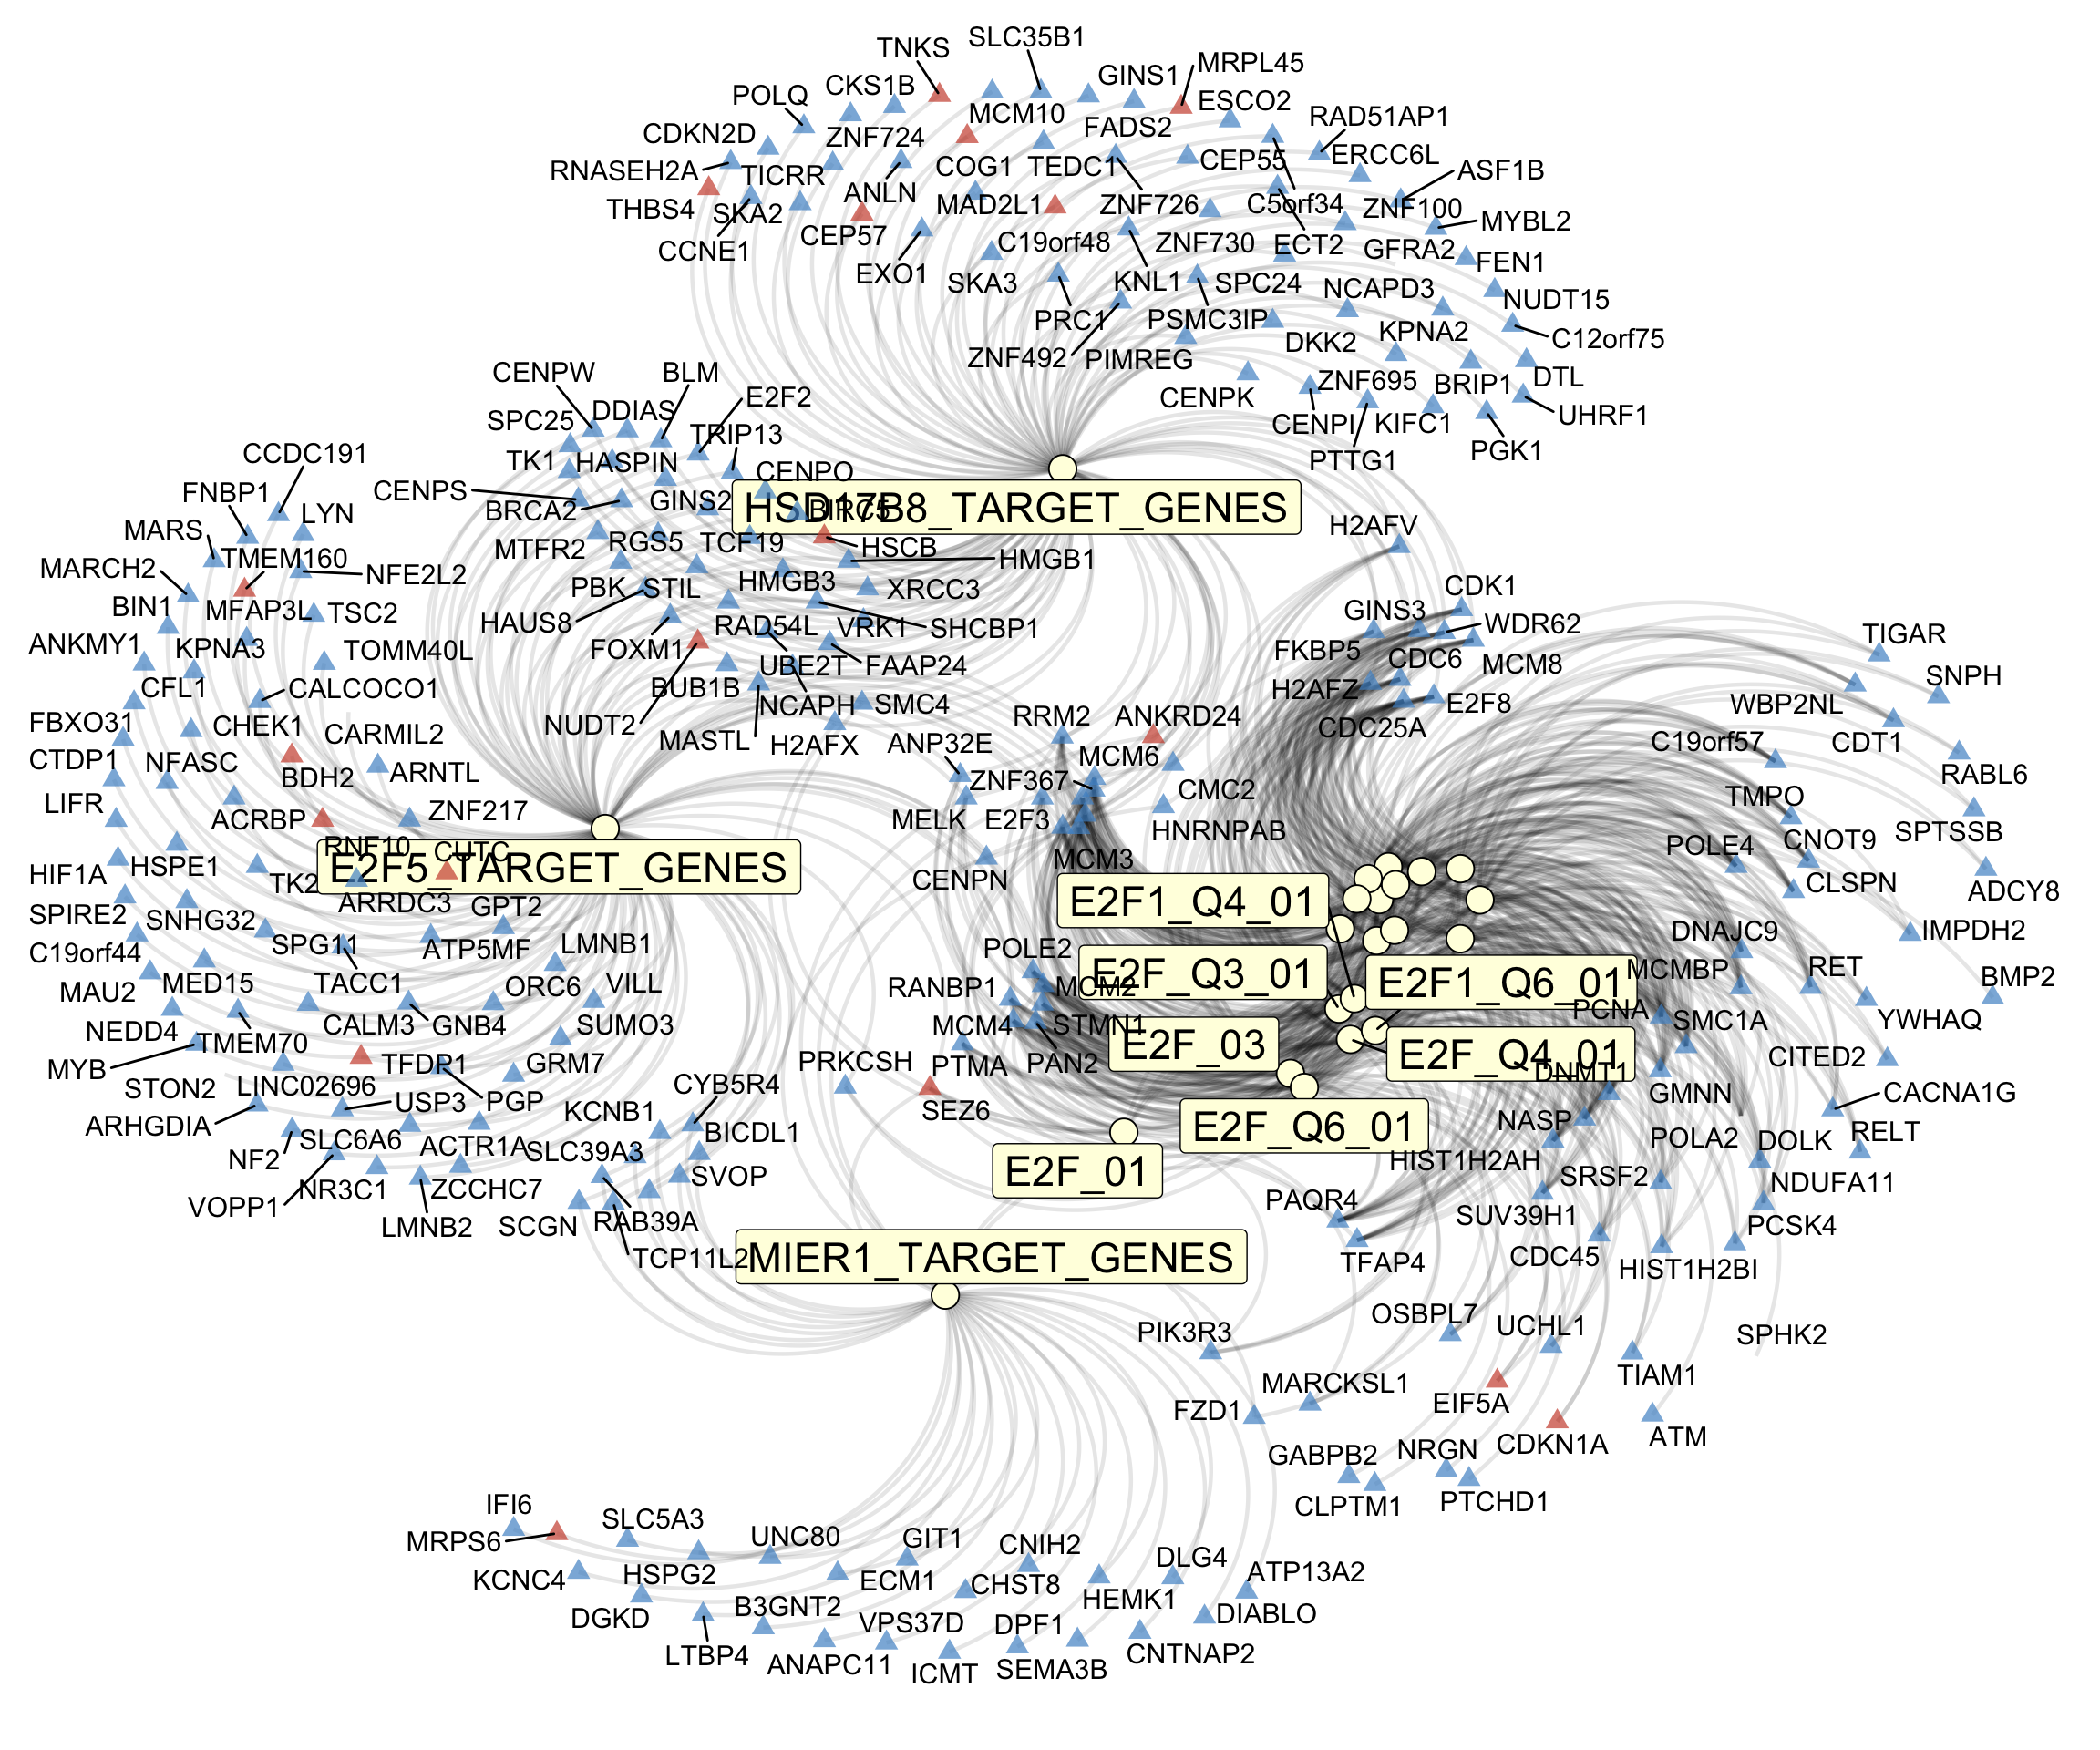 SLC35B1
TNKS
MRPL45
GINS1
CKS1B
POLQ
ESCO2
MCM10
RAD51AP1
FADS2
CDKN2D
ZNF724
ERCC6L
CEP55
COG1
TEDC1
RNASEH2A
TICRR
ASF1B
ANLN
THBS4
SKA2
MAD2L1
ZNF726
C5orf34
ZNF100
MYBL2
CEP57
C19orf48
ZNF730
ECT2
GFRA2
CCNE1
FEN1
EXO1
SKA3
KNL1
SPC24
NCAPD3
NUDT15
PRC1
PSMC3IP
KPNA2
C12orf75
DKK2
ZNF492
PIMREG
CENPW
BLM
ZNF695
BRIP1
DTL
CENPK
E2F2
DDIAS
SPC25
UHRF1
CENPI
KIFC1
TRIP13
PGK1
CCDC191
TK1
HASPIN
PTTG1
CENPO
FNBP1
CENPS
GINS2
LYN
BRCA2
HSD17B8_TARGET_GENES
BIRC5
H2AFV
MARS
MTFR2
RGS5
TCF19
HSCB
TMEM160
HMGB1
MARCH2
NFE2L2
PBK
STIL
HMGB3
XRCC3
CDK1
BIN1
MFAP3L
TSC2
GINS3
HAUS8
RAD54L
VRK1
SHCBP1
WDR62
TIGAR
ANKMY1
KPNA3
TOMM40L
FOXM1
UBE2T
FAAP24
FKBP5
CDC6
MCM8
SNPH
CFL1
CALCOCO1
BUB1B
H2AFZ
NCAPH
SMC4
E2F8
WBP2NL
FBXO31
CHEK1
NUDT2
RRM2
ANKRD24
CDC25A
CARMIL2
MASTL
H2AFX
ANP32E
C19orf57
CDT1
CTDP1
NFASC
BDH2
ARNTL
MCM6
RABL6
ZNF367
LIFR
CMC2
TMPO
ACRBP
ZNF217
MELK
E2F3
HNRNPAB
CNOT9
SPTSSB
RNF10
CUTC
POLE4
HIF1A
HSPE1
TK2
E2F5_TARGET_GENES
CENPN
MCM3
CLSPN
ADCY8
ARRDC3
E2F1_Q4_01
SPIRE2
SNHG32
GPT2
DNAJC9
IMPDH2
C19orf44
SPG11
ATP5MF
LMNB1
POLE2
E2F_Q3_01
E2F1_Q6_01
MCMBP
RET
BMP2
MED15
TACC1
ORC6
VILL
RANBP1
MCM2
MAU2
PCNA
SMC1A
YWHAQ
NEDD4
CALM3
GNB4
SUMO3
MCM4
STMN1
TMEM70
E2F_03
E2F_Q4_01
CITED2
MYB
TFDP1
GRM7
PRKCSH
PTMA
PAN2
DNMT1
STON2
LINC02696
CYB5R4
GMNN
CACNA1G
USP3
PGP
SEZ6
ARHGDIA
KCNB1
BICDL1
E2F_Q6_01
NASP
RELT
SLC6A6
ACTR1A
SLC39A3
POLA2
DOLK
NF2
HIST1H2AH
E2F_01
SVOP
SRSF2
NDUFA11
NR3C1
ZCCHC7
VOPP1
PAQR4
LMNB2
SCGN
RAB39A
SUV39H1
PCSK4
TCP11L2
MIER1_TARGET_GENES
TFAP4
CDC45
HIST1H2BI
OSBPL7
UCHL1
PIK3R3
SPHK2
TIAM1
MARCKSL1
EIF5A
FZD1
ATM
CDKN1A
GABPB2
NRGN
IFI6
SLC5A3
CLPTM1
PTCHD1
MRPS6
UNC80
GIT1
CNIH2
DLG4
KCNC4
HSPG2
ECM1
CHST8
ATP13A2
HEMK1
DGKD
B3GNT2
VPS37D
DPF1
DIABLO
LTBP4
ANAPC11
ICMT
SEMA3B
CNTNAP2